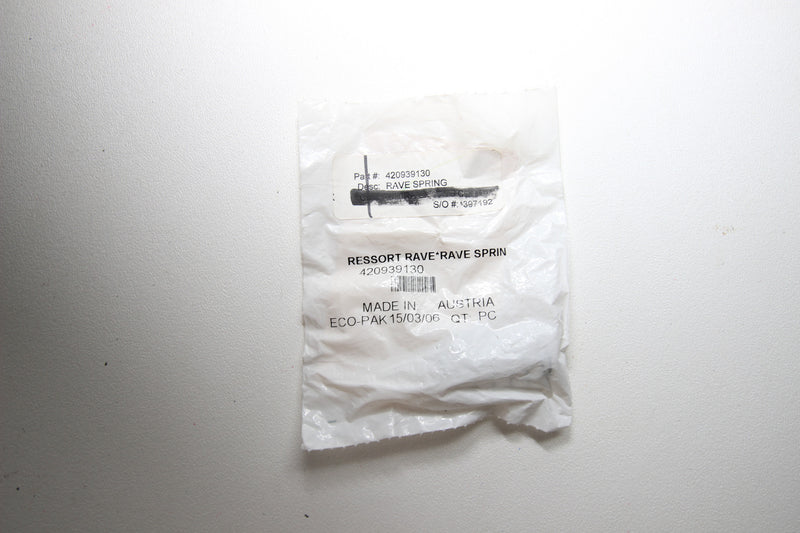 Part #: 420939130
Desc: RAVE SPRING
S/O #: 1397192
RESSORT RAVE*RAVE SPRIN
420939130
MADE IN AUSTRIA
ECO-PAK 15/03/06 QT PC